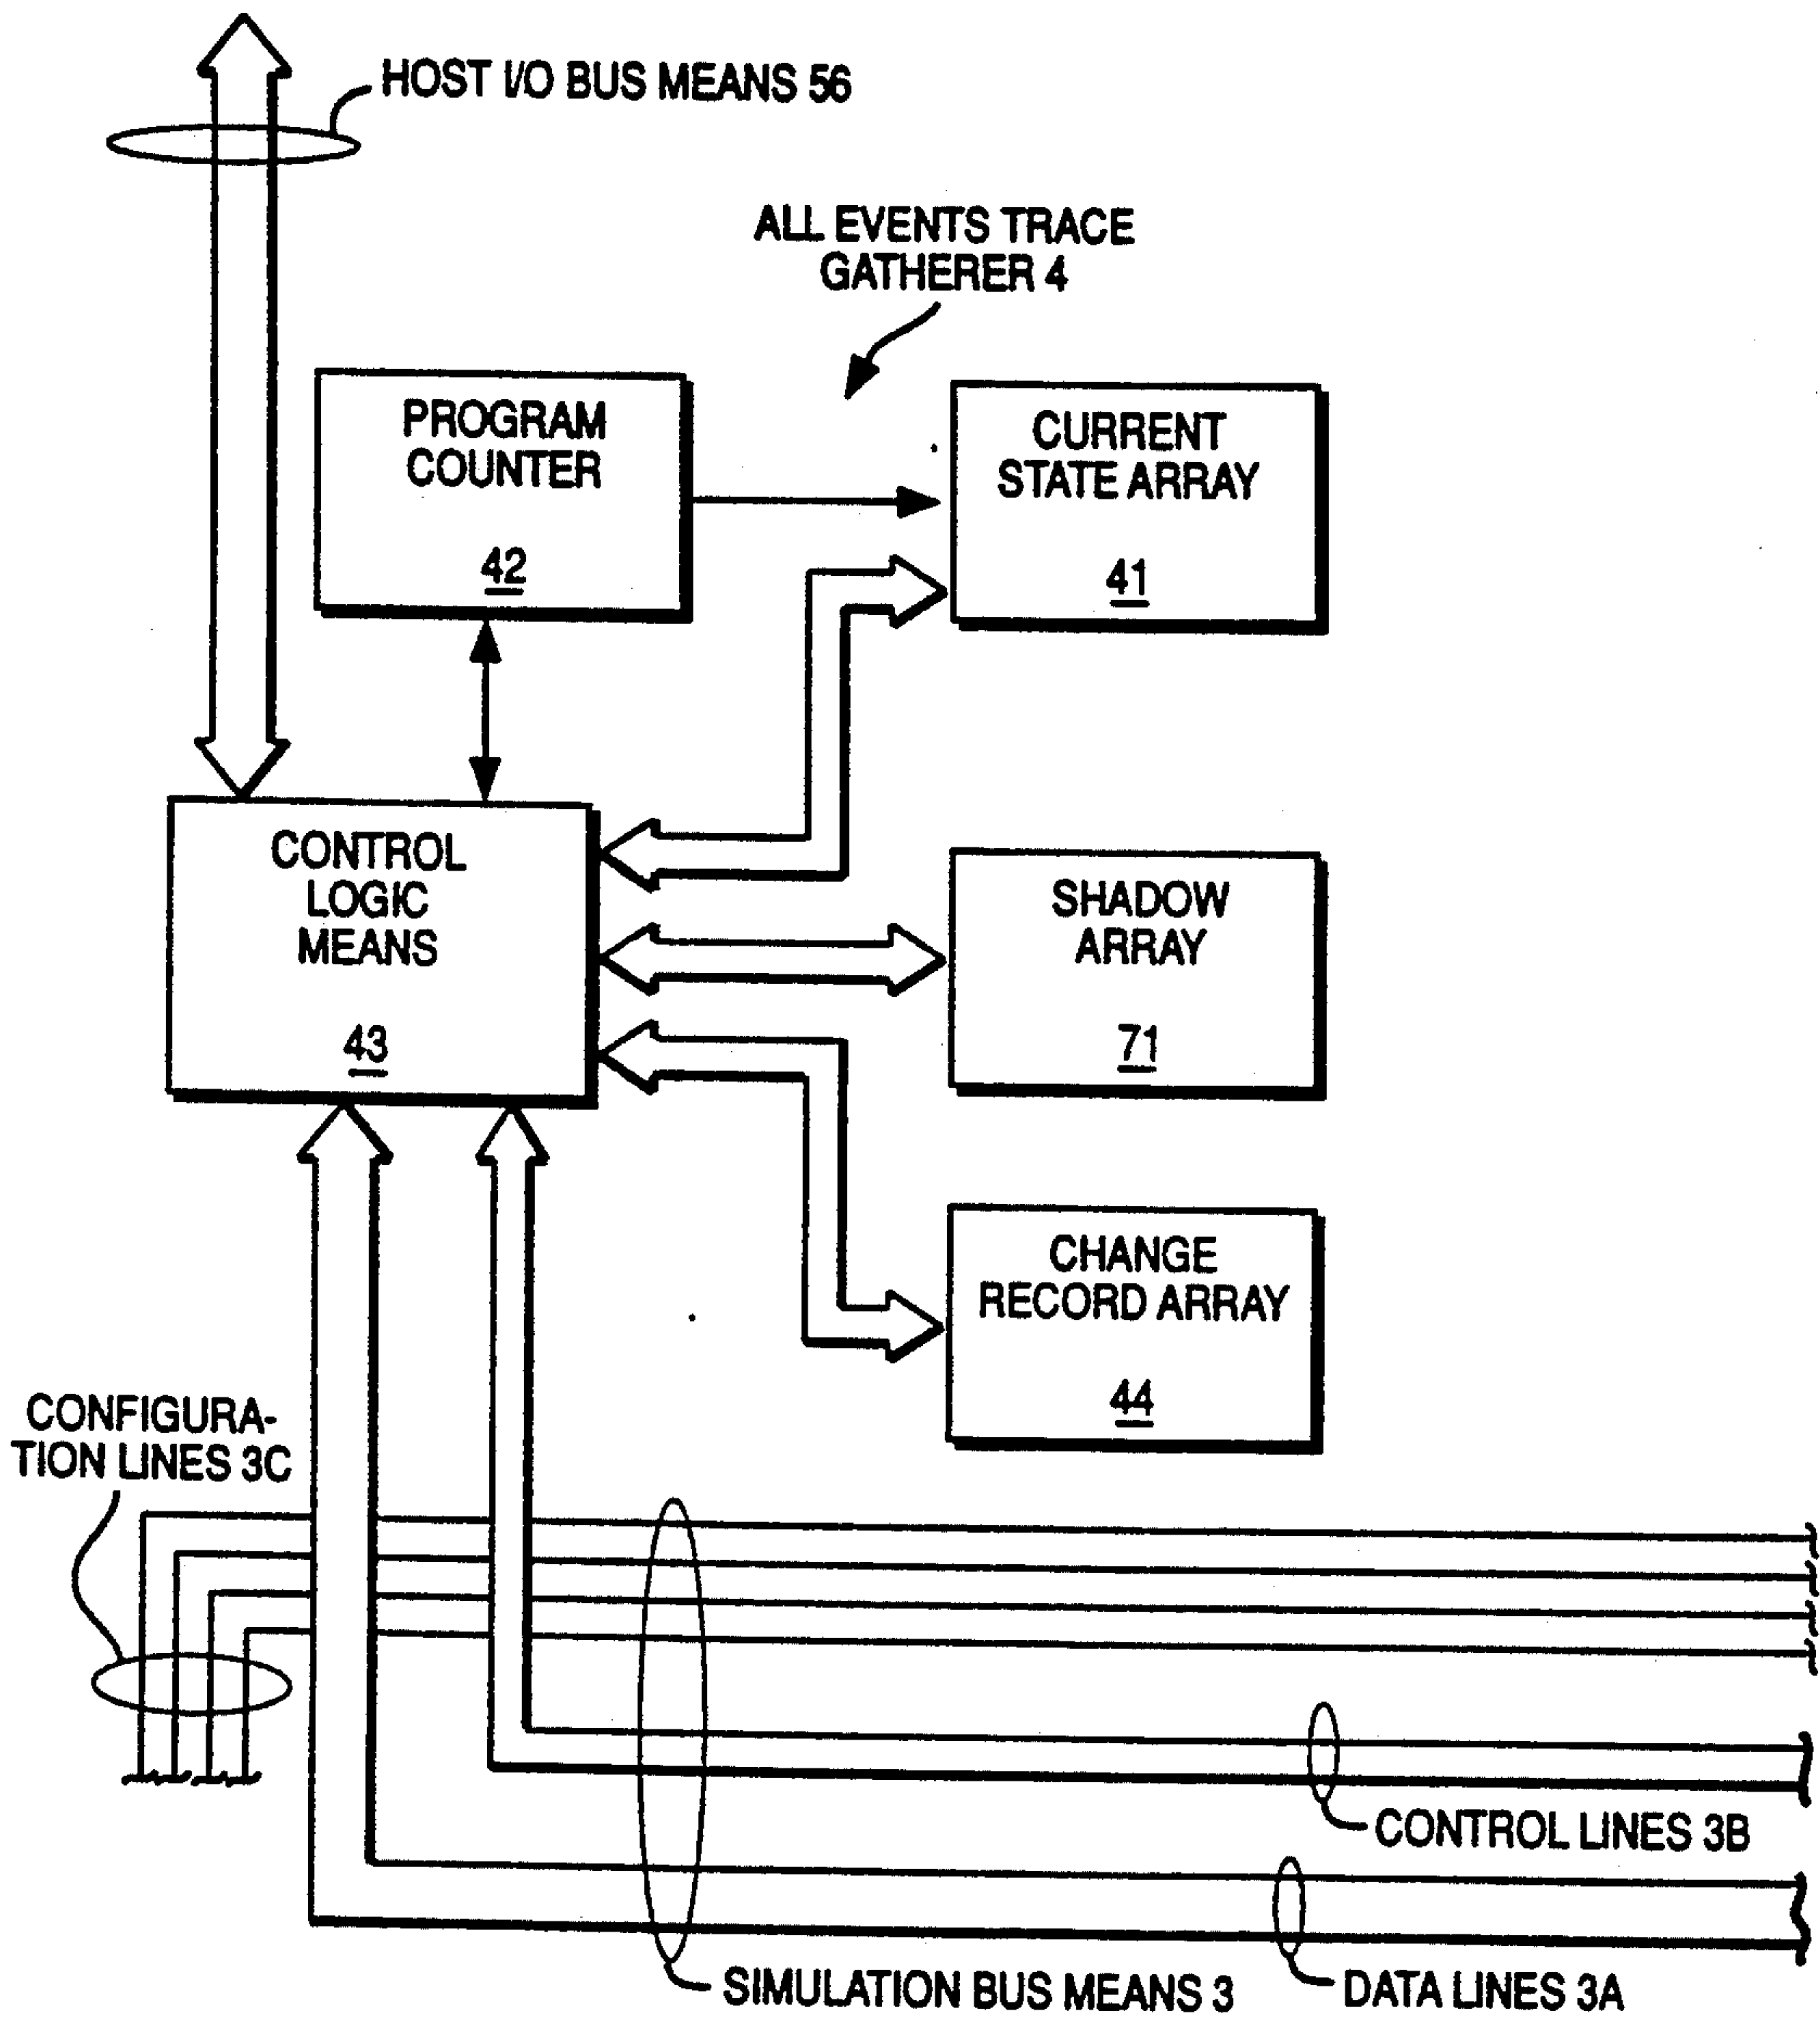 HOST I/O BUS MEANS 56
ALL EVENTS TRACE
GATHERER 4
PROGRAM
COUNTER
42
CURRENT
STATE ARRAY
41
CONTROL
LOGIC
MEANS
43
SHADOW
ARRAY
71
CHANGE
RECORD ARRAY
44
CONFIGURA-
TION LINES 3C
CONTROL LINES 3B
SIMULATION BUS MEANS 3
DATA LINES 3A